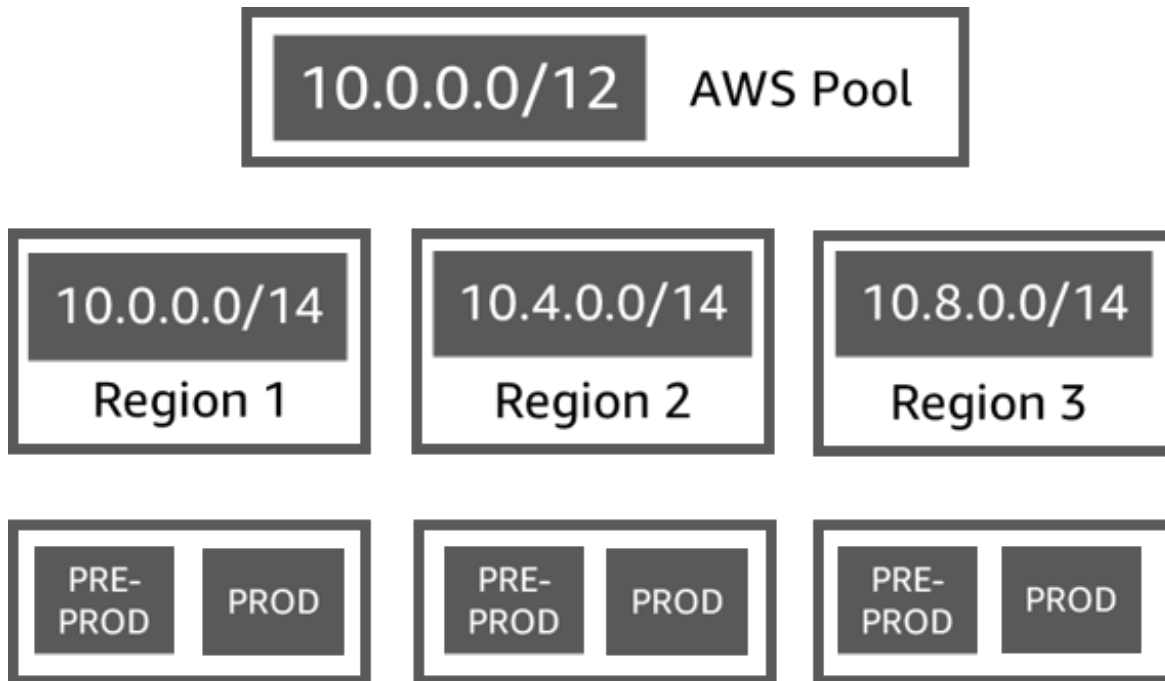 10.0.0.0/12 AWS Pool
10.0.0.0/14
Region 1
10.4.0.0/14
Region 2
10.8.0.0/14
Region 3
PRE-
PROD
PROD
PRE-
PROD
PROD
PRE-
PROD
PROD